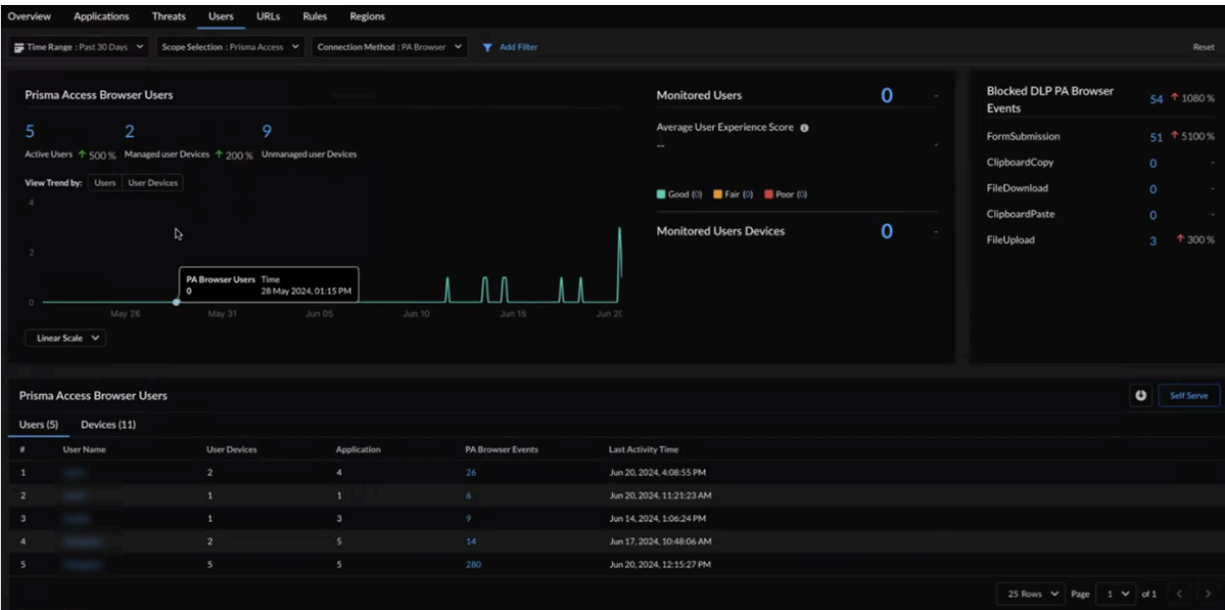 Overview Applications Threats Users URLs Rules Regions
Time Range : Past 30 Days Scope Selection : Prisma Access Connection Method : PA Browser Add Filter Reset
Prisma Access Browser Users
5 2 9
Active Users ↑ 500 % Managed user Devices ↑ 200 % Unmanaged user Devices
View Trend by: Users User Devices
4
2
0
PA Browser Users Time
0 28 May 2024, 01:15 PM
May 26 May 31 Jun 05 Jun 10 Jun 15 Jun 20
Linear Scale
Monitored Users 0 -
Average User Experience Score
-- -
Good (0) Fair (0) Poor (0)
Monitored Users Devices 0 -
Blocked DLP PA Browser
Events 54 ↑ 1080 %
FormSubmission 51 ↑ 5100 %
ClipboardCopy 0 -
FileDownload 0 -
ClipboardPaste 0 -
FileUpload 3 ↑ 300 %
Prisma Access Browser Users Self Serve
Users (5) Devices (11)
# User Name User Devices Application PA Browser Events Last Activity Time
1 2 4 26 Jun 20, 2024, 4:08:55 PM
2 1 1 6 Jun 20, 2024, 11:21:23 AM
3 1 3 9 Jun 14, 2024, 1:06:24 PM
4 2 5 14 Jun 17, 2024, 10:48:06 AM
5 5 5 280 Jun 20, 2024, 12:15:27 PM
25 Rows Page 1 of 1